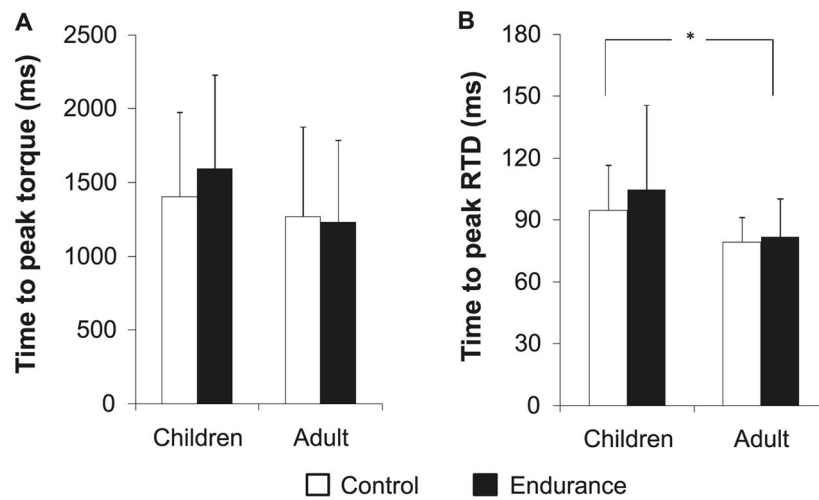 A
Time to peak torque (ms)
2500
2000
1500
1000
500
0
Children Adult
B
Time to peak RTD (ms)
180
150
120
90
60
30
0
*
Children Adult
Control Endurance